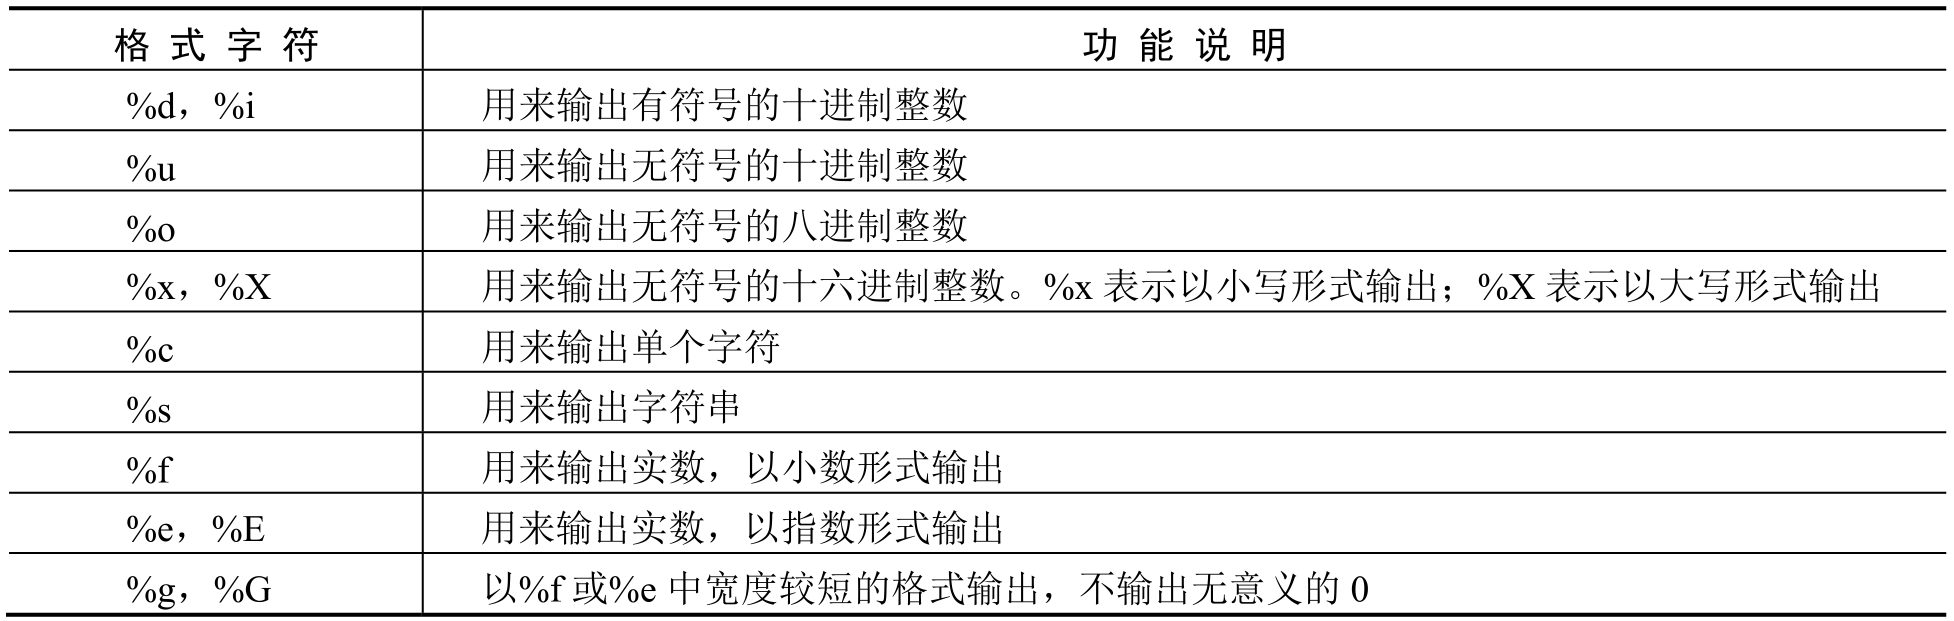 格式字符 功能说明
%d，%i 用来输出有符号的十进制整数
%u 用来输出无符号的十进制整数
%o 用来输出无符号的八进制整数
%x，%X 用来输出无符号的十六进制整数。%x 表示以小写形式输出；%X 表示以大写形式输出
%c 用来输出单个字符
%s 用来输出字符串
%f 用来输出实数，以小数形式输出
%e，%E 用来输出实数，以指数形式输出
%g，%G 以%f 或%e 中宽度较短的格式输出，不输出无意义的 0